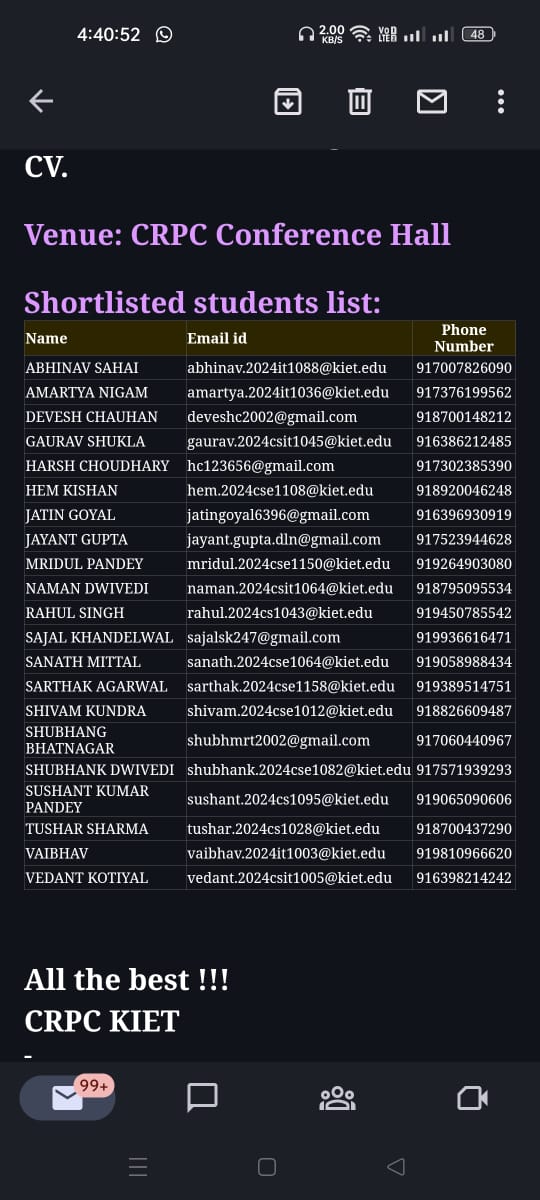 4:40:52 2.00 KB/S Vo LTE 2 48
CV.
Venue: CRPC Conference Hall
Shortlisted students list:
Name Email id Phone Number
ABHINAV SAHAI abhinav.2024it1088@kiet.edu 917007826090
AMARTYA NIGAM amartya.2024it1036@kiet.edu 917376199562
DEVESH CHAUHAN deveshc2002@gmail.com 918700148212
GAURAV SHUKLA gaurav.2024csit1045@kiet.edu 916386212485
HARSH CHOUDHARY hc123656@gmail.com 917302385390
HEM KISHAN hem.2024cse1108@kiet.edu 918920046248
JATIN GOYAL jatingoyal6396@gmail.com 916396930919
JAYANT GUPTA jayant.gupta.dln@gmail.com 917523944628
MRIDUL PANDEY mridul.2024cse1150@kiet.edu 919264903080
NAMAN DWIVEDI naman.2024csit1064@kiet.edu 918795095534
RAHUL SINGH rahul.2024cs1043@kiet.edu 919450785542
SAJAL KHANDELWAL sajalsk247@gmail.com 919936616471
SANATH MITTAL sanath.2024cse1064@kiet.edu 919058988434
SARTHAK AGARWAL sarthak.2024cse1158@kiet.edu 919389514751
SHIVAM KUNDRA shivam.2024cse1012@kiet.edu 918826609487
SHUBHANG BHATNAGAR shubhmrt2002@gmail.com 917060440967
SHUBHANK DWIVEDI shubhank.2024cse1082@kiet.edu 917571939293
SUSHANT KUMAR PANDEY sushant.2024cs1095@kiet.edu 919065090606
TUSHAR SHARMA tushar.2024cs1028@kiet.edu 918700437290
VAIBHAV vaibhav.2024it1003@kiet.edu 919810966620
VEDANT KOTIYAL vedant.2024csit1005@kiet.edu 916398214242
All the best !!!
CRPC KIET
-
99+